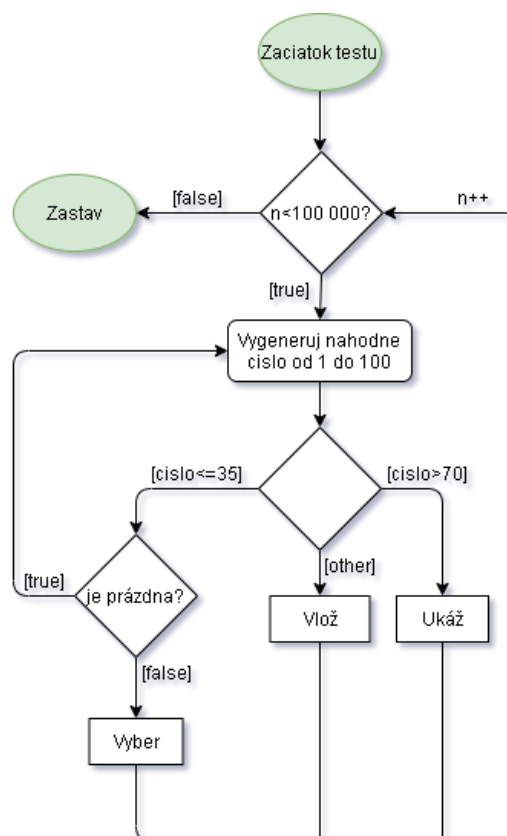 Zaciatok testu
n<100 000?
[false]
Zastav
n++
[true]
Vygeneruj nahodne
cislo od 1 do 100
[cislo<=35]
[cislo>70]
[other]
[true]
je prázdna?
Vlož
Ukáž
[false]
Vyber